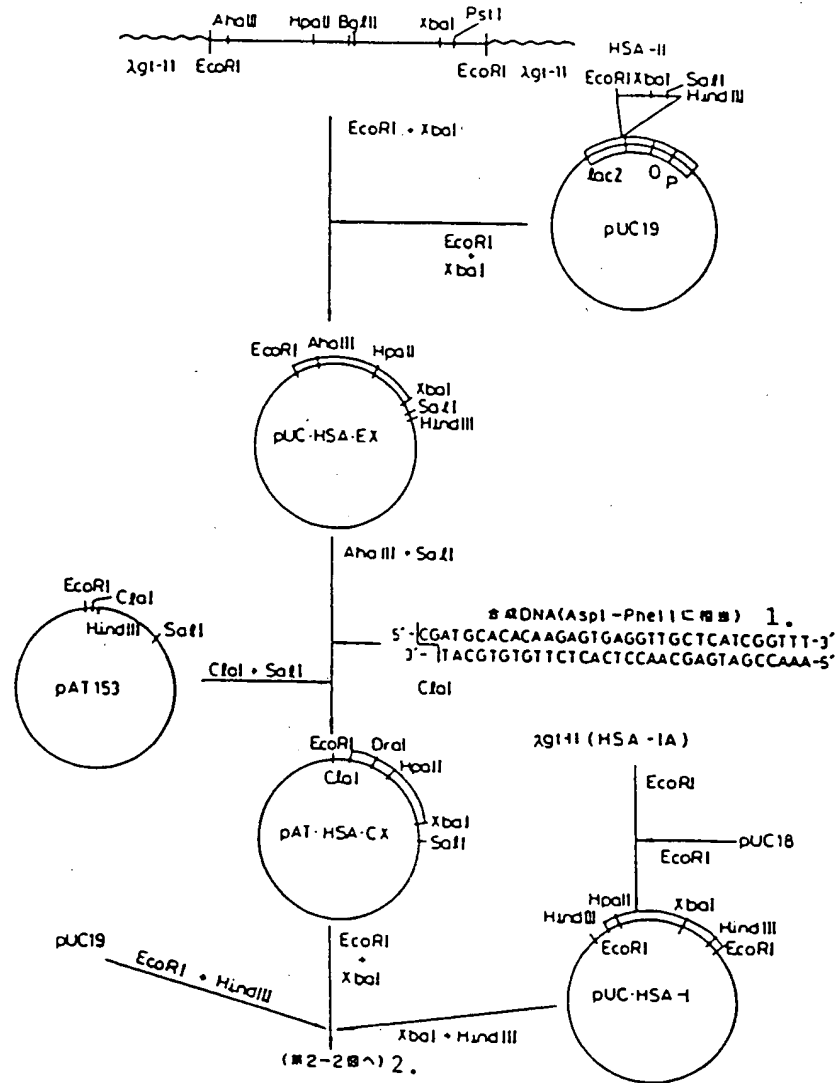 AhaIII HpaII BglII XbaI PstI
λgt-11 EcoRI EcoRI λgt-11
HSA-II
EcoRI XbaI SalI
HindIII
EcoRI + XbaI
lacZ O P
pUC19
EcoRI
+
XbaI
EcoRI AhaIII HpaII
XbaI
SalI
HindIII
pUC·HSA·EX
AhaIII + SalI
EcoRI ClaI
HindIII SalI
pAT153
合成DNA(Asp1-Phe11に相当) 1.
5'-CGATGCACACAAGAGTGAGGTTGCTCATCGGTTT-3'
3'-TACGTGTGTTCTCACTCCAACGAGTAGCCAAA-5'
ClaI
ClaI + SalI
EcoRI DraI
ClaI HpaII
XbaI
SalI
pAT·HSA·CX
λgt-11 (HSA-IA)
EcoRI
pUC18
EcoRI
HpaII XbaI
HindIII HindIII
EcoRI EcoRI
pUC·HSA-I
pUC19
EcoRI + HindIII
EcoRI
+
XbaI
XbaI + HindIII
(第2-2図へ) 2.